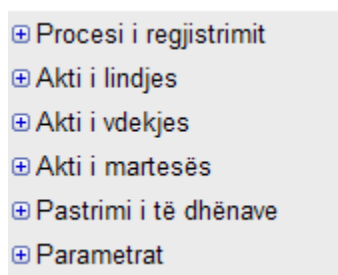 Procesi i regjistrimit
Akti i lindjes
Akti i vdekjes
Akti i martesës
Pastrimi i të dhënave
Parametrat